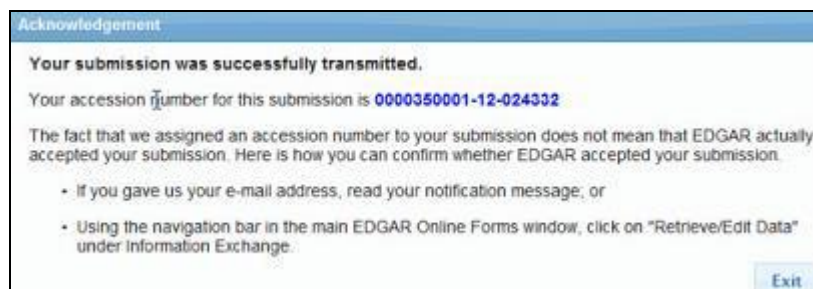 Acknowledgement
Your submission was successfully transmitted.
Your accession number for this submission is 0000350001-12-024332
The fact that we assigned an accession number to your submission does not mean that EDGAR actually
accepted your submission. Here is how you can confirm whether EDGAR accepted your submission.
• If you gave us your e-mail address, read your notification message; or
• Using the navigation bar in the main EDGAR Online Forms window, click on "Retrieve/Edit Data"
under Information Exchange.
Exit